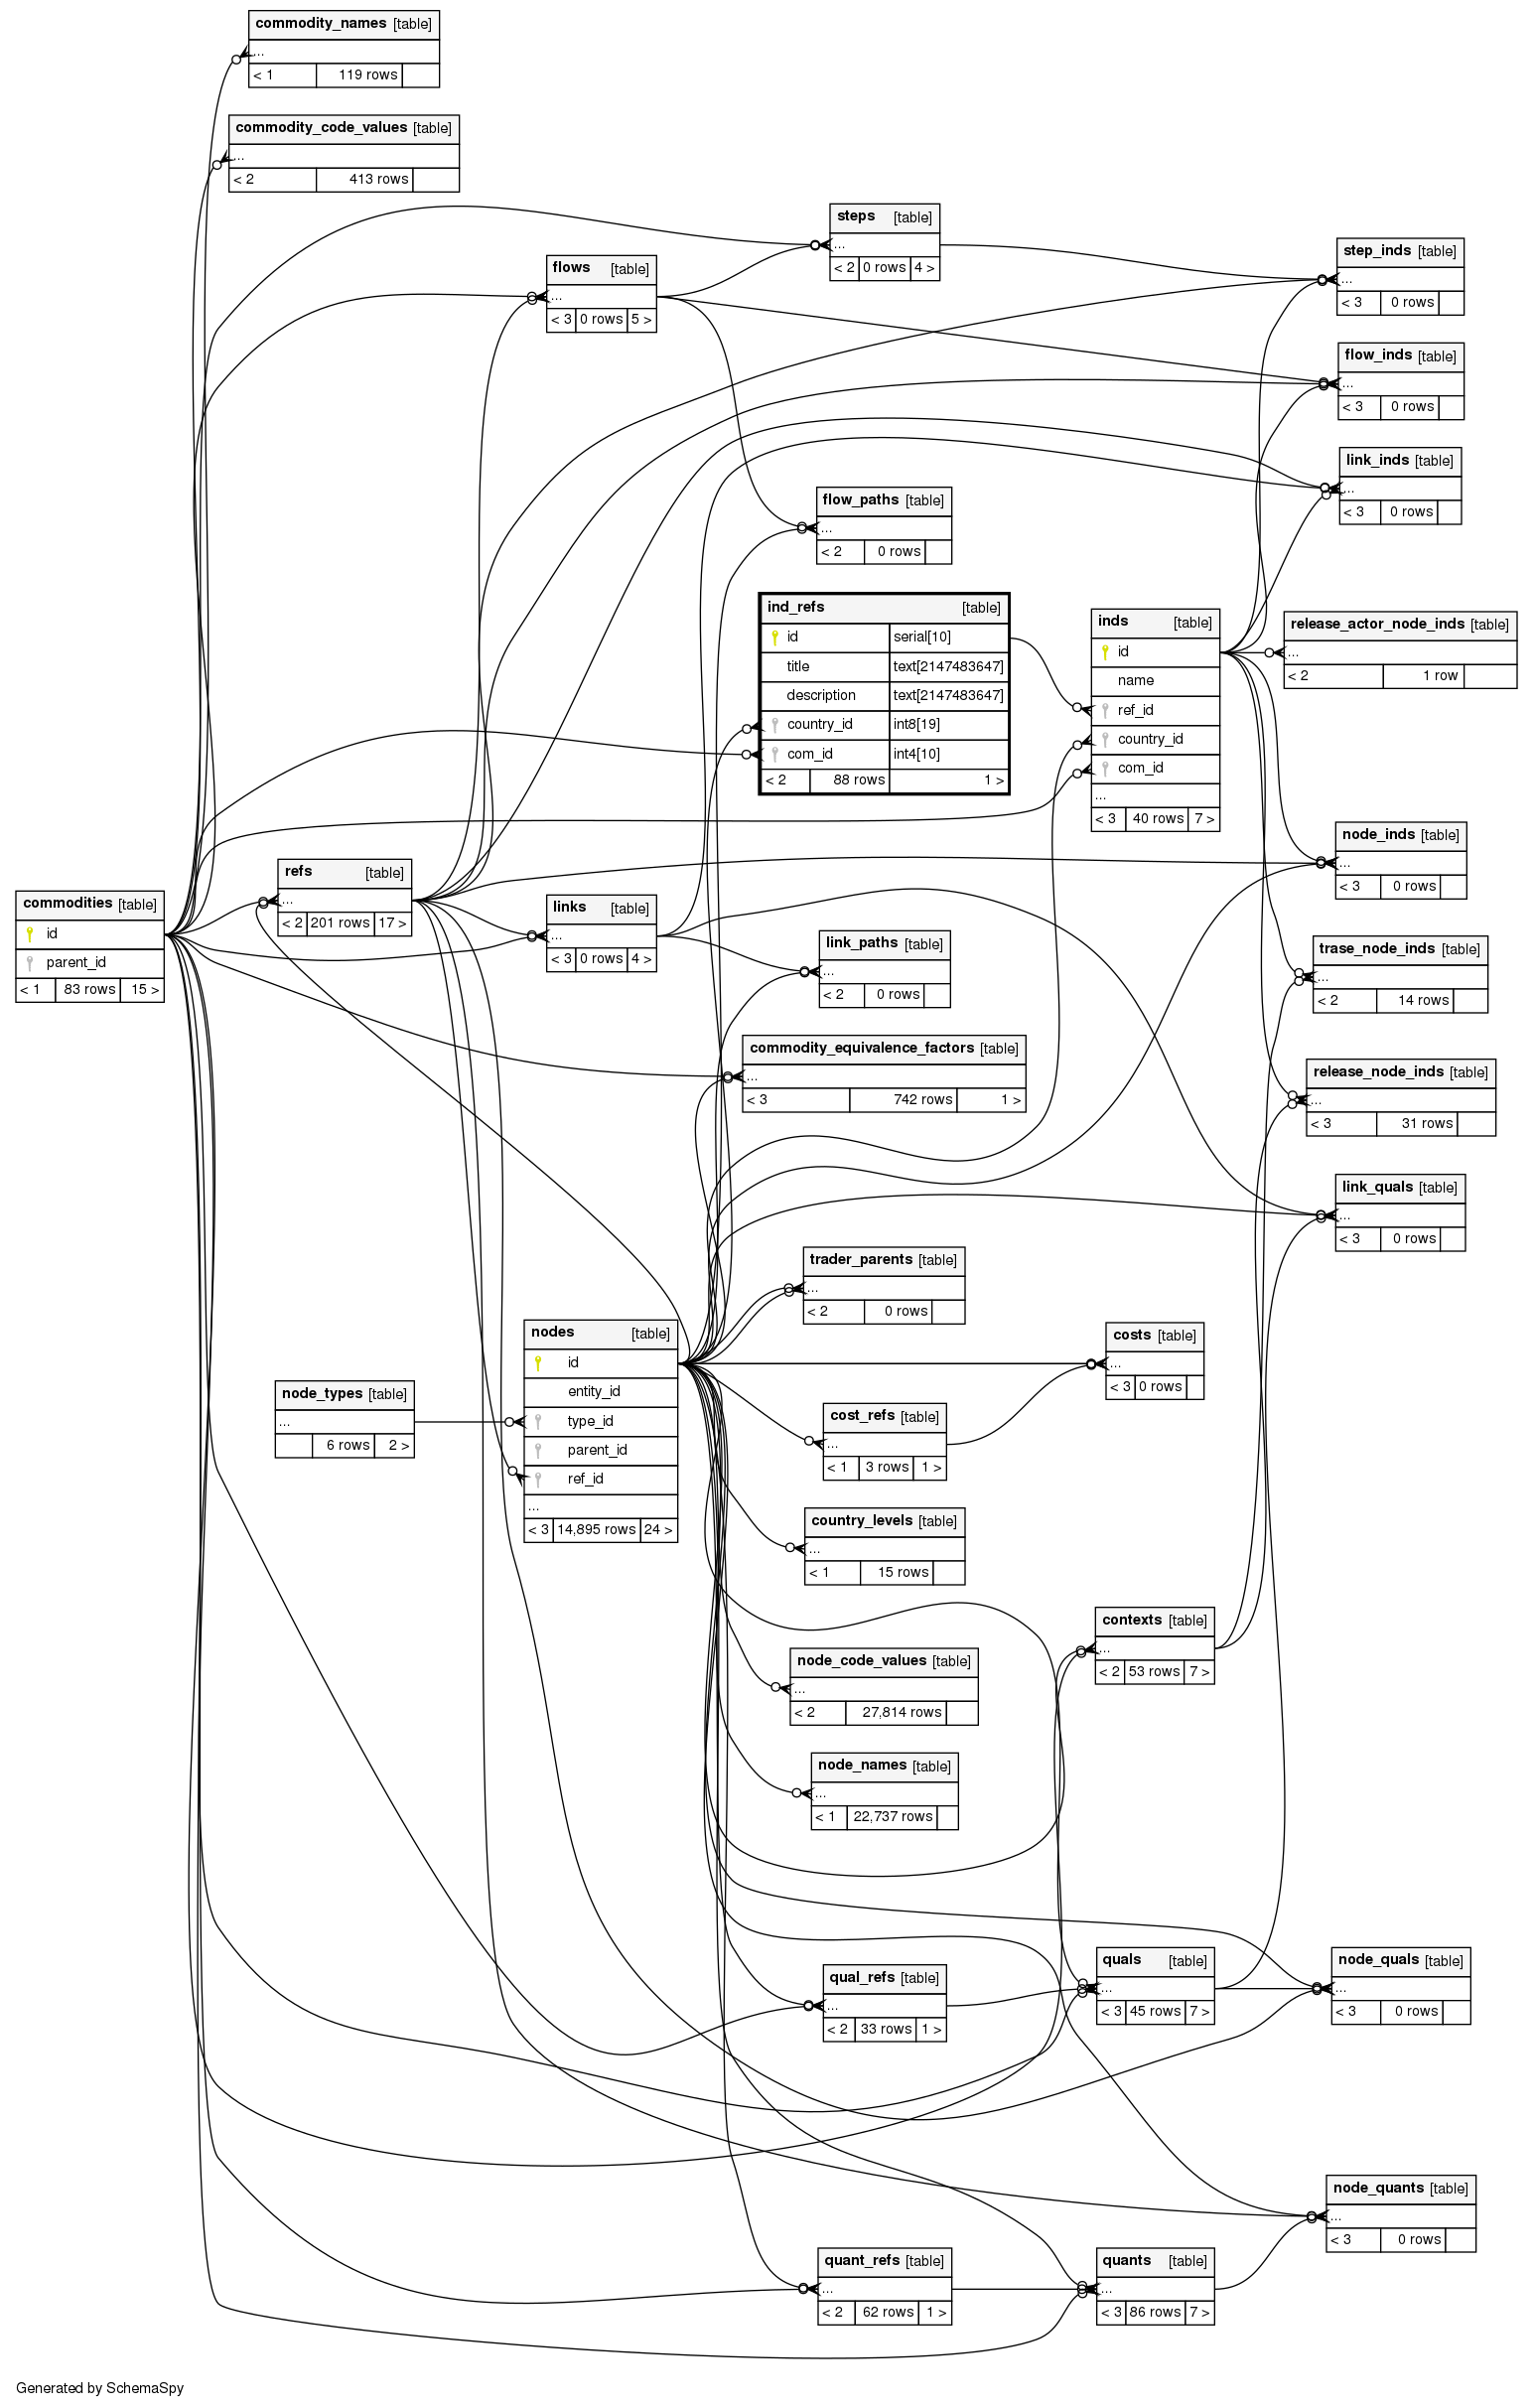 commodity_names [table]
...
< 1 119 rows
commodity_code_values [table]
...
< 2 413 rows
steps [table]
...
< 2 0 rows 4 >
flows [table]
...
< 3 0 rows 5 >
step_inds [table]
...
< 3 0 rows
flow_inds [table]
...
< 3 0 rows
link_inds [table]
...
< 3 0 rows
flow_paths [table]
...
< 2 0 rows
ind_refs [table]
id serial[10]
title text[2147483647]
description text[2147483647]
country_id int8[19]
com_id int4[10]
< 2 88 rows 1 >
inds [table]
id
name
ref_id
country_id
com_id
...
< 3 40 rows 7 >
release_actor_node_inds [table]
...
< 2 1 row
node_inds [table]
...
< 3 0 rows
refs [table]
...
< 2 201 rows 17 >
commodities [table]
id
parent_id
< 1 83 rows 15 >
links [table]
...
< 3 0 rows 4 >
link_paths [table]
...
< 2 0 rows
trase_node_inds [table]
...
< 2 14 rows
commodity_equivalence_factors [table]
...
< 3 742 rows 1 >
release_node_inds [table]
...
< 3 31 rows
link_quals [table]
...
< 3 0 rows
trader_parents [table]
...
< 2 0 rows
nodes [table]
id
entity_id
type_id
parent_id
ref_id
...
< 3 14,895 rows 24 >
node_types [table]
...
6 rows 2 >
costs [table]
...
< 3 0 rows
cost_refs [table]
...
< 1 3 rows 1 >
country_levels [table]
...
< 1 15 rows
contexts [table]
...
< 2 53 rows 7 >
node_code_values [table]
...
< 2 27,814 rows
node_names [table]
...
< 1 22,737 rows
qual_refs [table]
...
< 2 33 rows 1 >
quals [table]
...
< 3 45 rows 7 >
node_quals [table]
...
< 3 0 rows
node_quants [table]
...
< 3 0 rows
quant_refs [table]
...
< 2 62 rows 1 >
quants [table]
...
< 3 86 rows 7 >
Generated by SchemaSpy